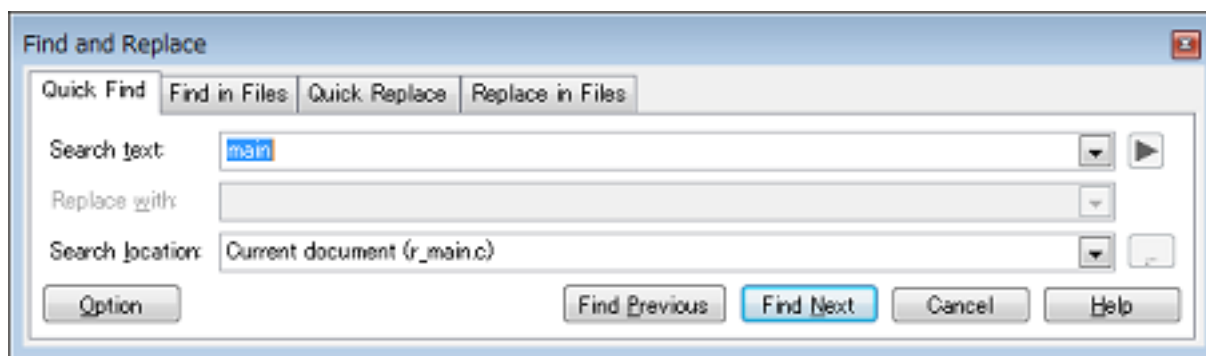 Find and Replace
Quick Find Find in Files Quick Replace Replace in Files
Search text: main
Replace with:
Search location: Current document (r_main.c)
Option Find Previous Find Next Cancel Help